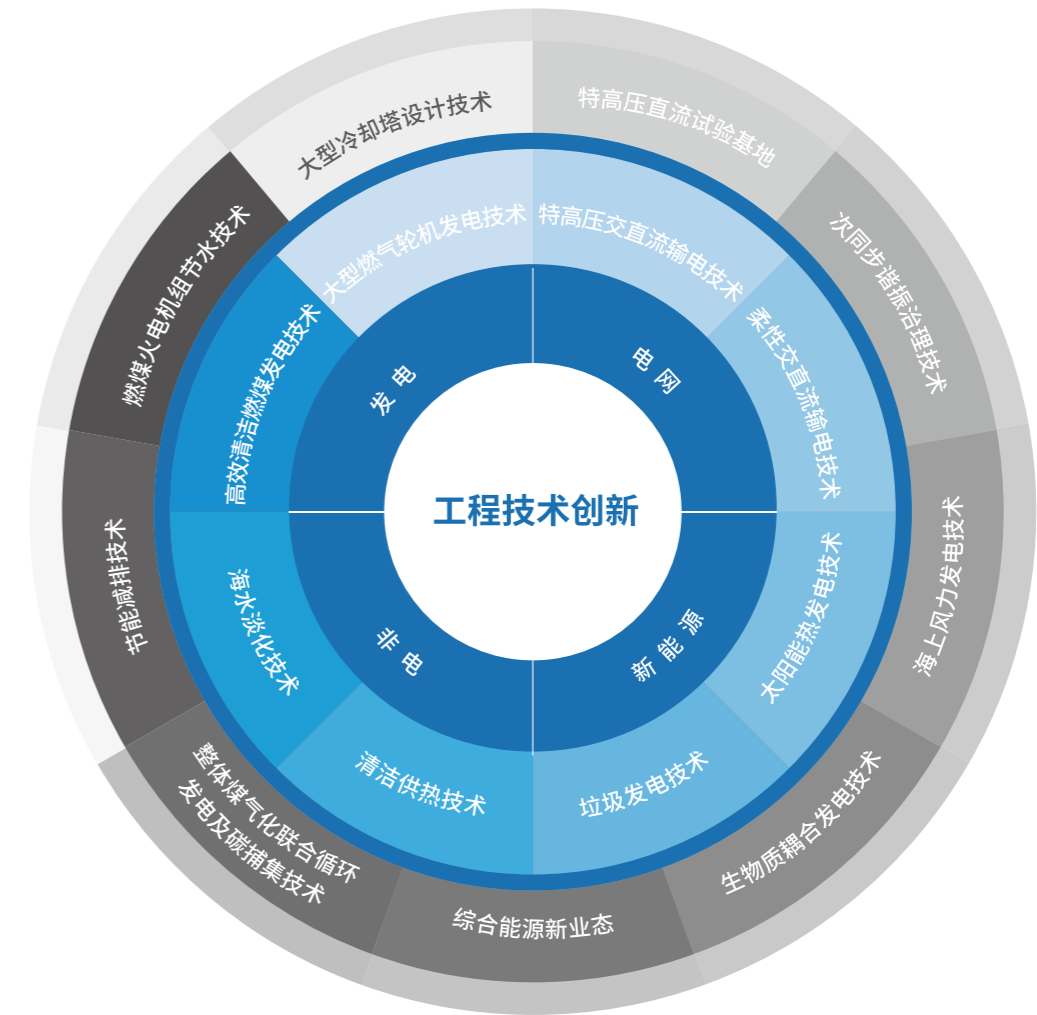 工程技术创新
发电
电网
新能源
非电
大型燃气轮机发电技术
特高压交直流输电技术
柔性交直流输电技术
太阳能热发电技术
垃圾发电技术
清洁供热技术
海水淡化技术
高效清洁燃煤发电技术
大型冷却塔设计技术
特高压直流试验基地
次同步谐振治理技术
海上风力发电技术
生物质耦合发电技术
综合能源新业态
整体煤气化联合循环
发电及碳捕集技术
节能减排技术
燃煤火电机组节水技术